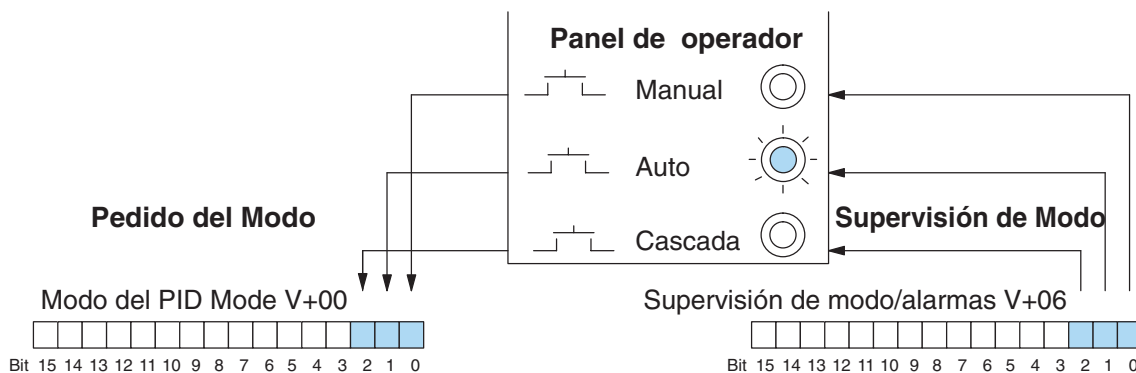 Panel de operador
Manual
Auto
Cascada
Pedido del Modo
Supervisión de Modo
Modo del PID Mode V+00
Bit 15 14 13 12 11 10 9 8 7 6 5 4 3 2 1 0
Supervisión de modo/alarmas V+06
Bit 15 14 13 12 11 10 9 8 7 6 5 4 3 2 1 0